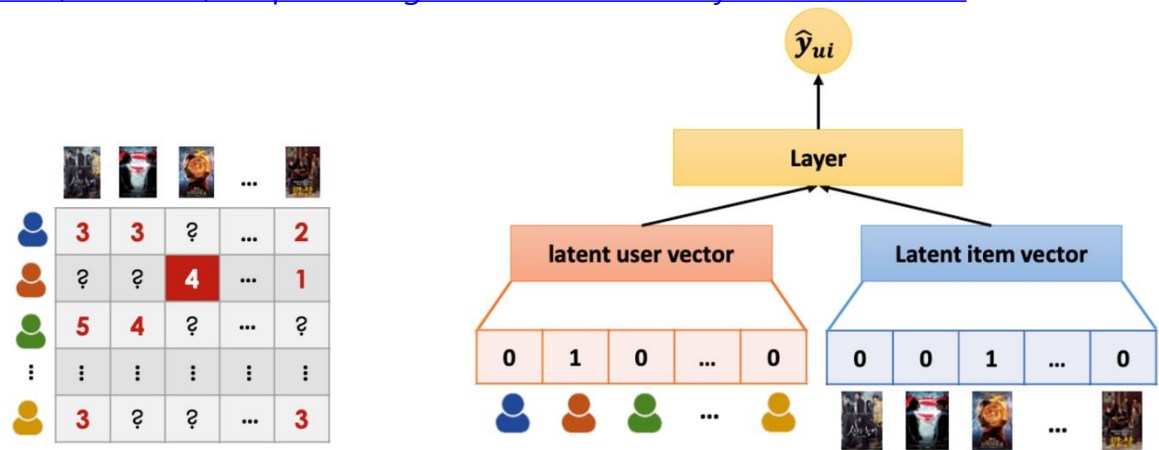 ŷui
Layer
latent user vector
Latent item vector
...
3 3 ? ... 2
? ? 4 ... 1
5 4 ? ... ?
⋮ ⋮ ⋮ ⋮ ⋮ ⋮
3 ? ? ... 3
0 1 0 ... 0
0 0 1 ... 0
...
...